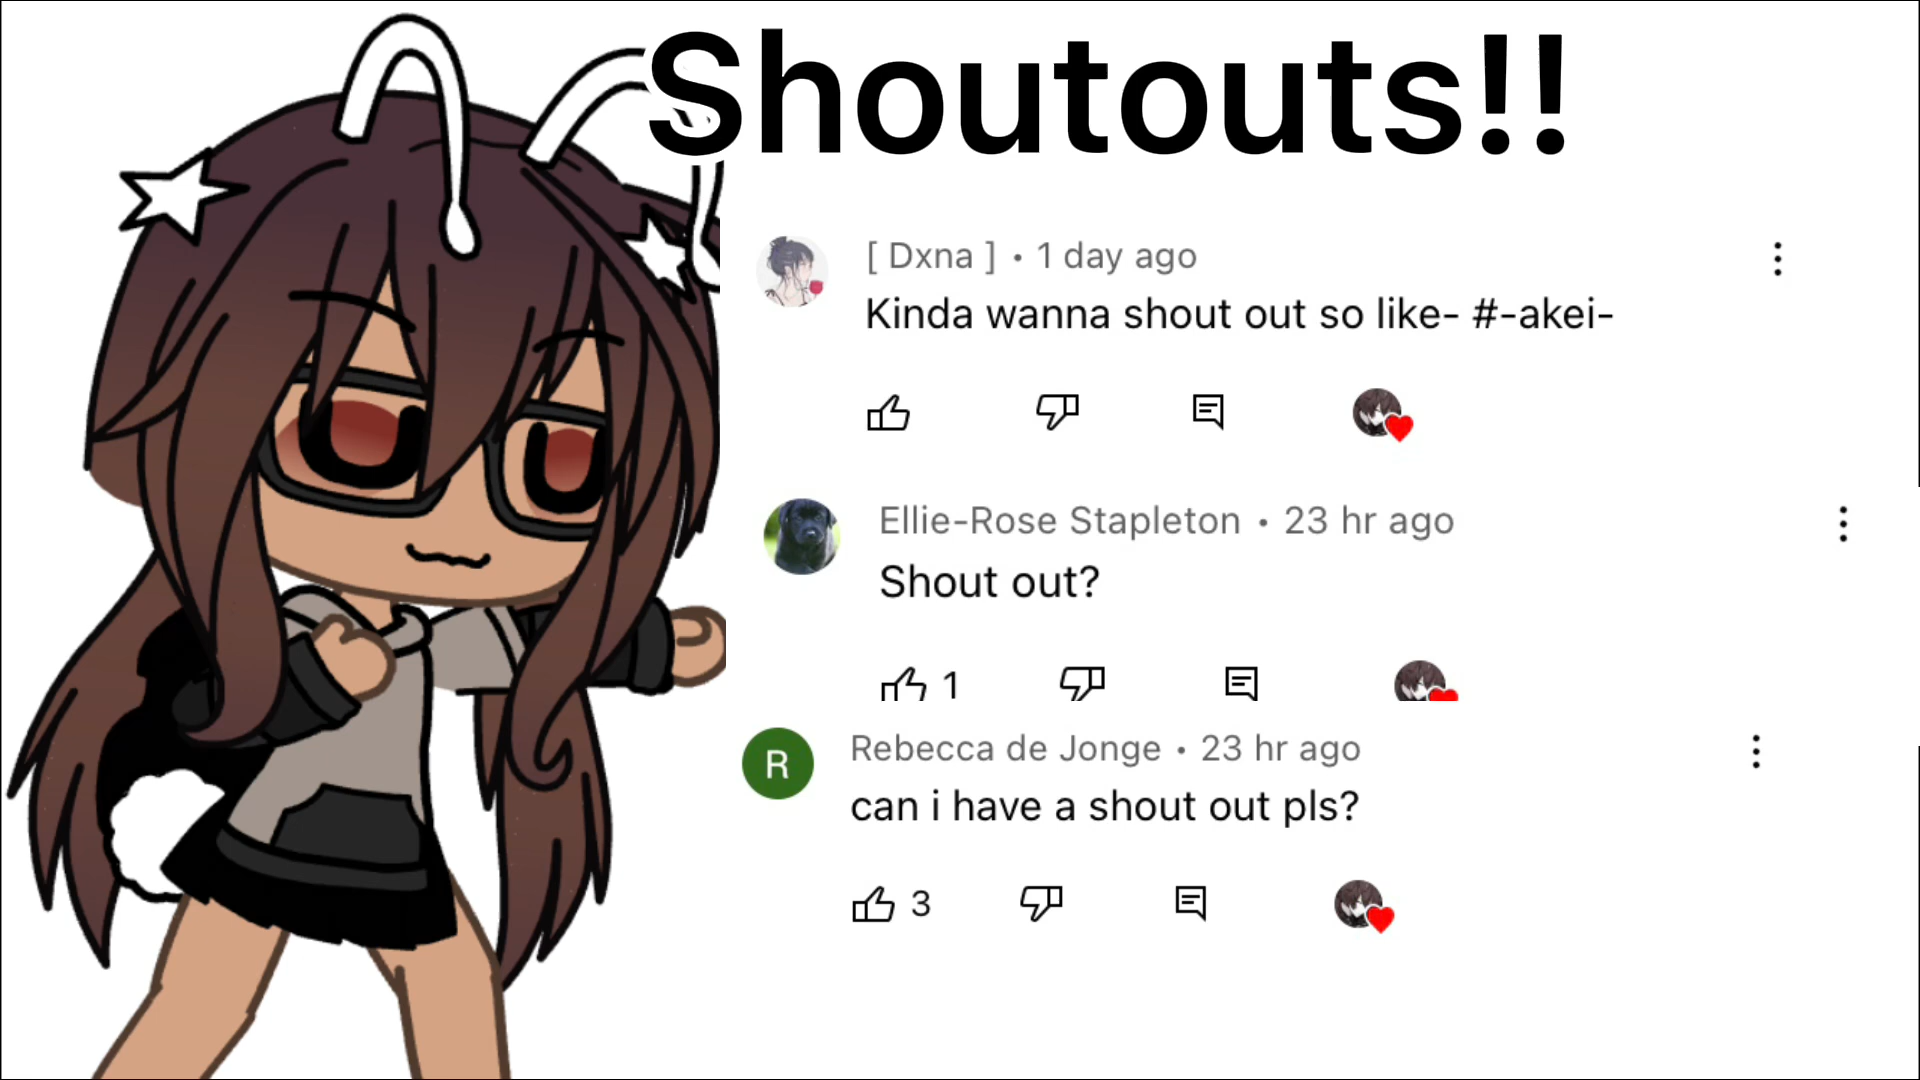 Shoutouts!!
[ Dxna ] • 1 day ago
Kinda wanna shout out so like- #-akei-
Ellie-Rose Stapleton • 23 hr ago
Shout out?
1
R
Rebecca de Jonge • 23 hr ago
can i have a shout out pls?
3